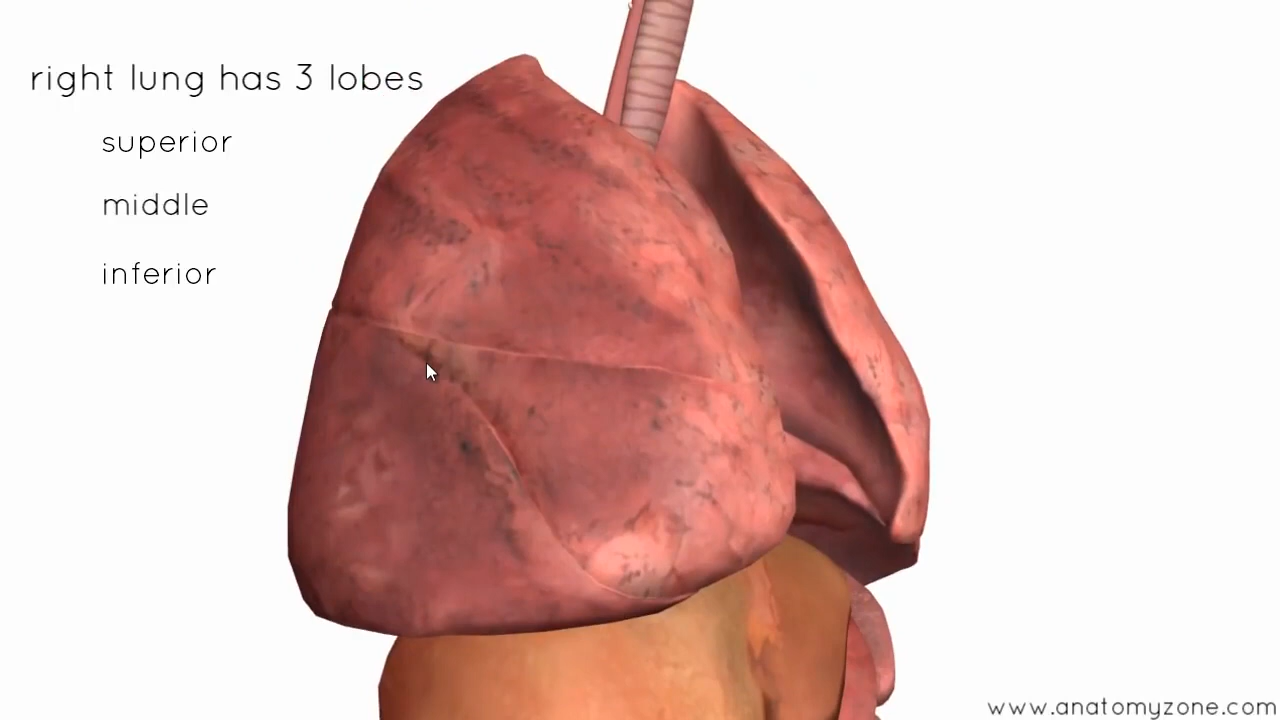 right lung has 3 lobes
superior
middle
inferior
www.anatomyzone.com